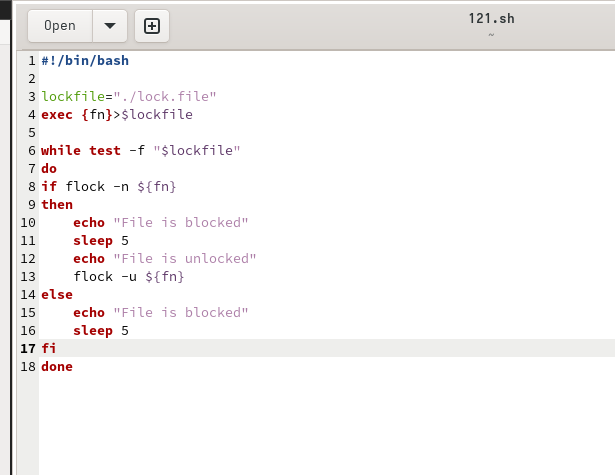 Open
121.sh
~
1 #!/bin/bash
2
3 lockfile="./lock.file"
4 exec {fn}>$lockfile
5
6 while test -f "$lockfile"
7 do
8 if flock -n ${fn}
9 then
10     echo "File is blocked"
11     sleep 5
12     echo "File is unlocked"
13     flock -u ${fn}
14 else
15     echo "File is blocked"
16     sleep 5
17 fi
18 done